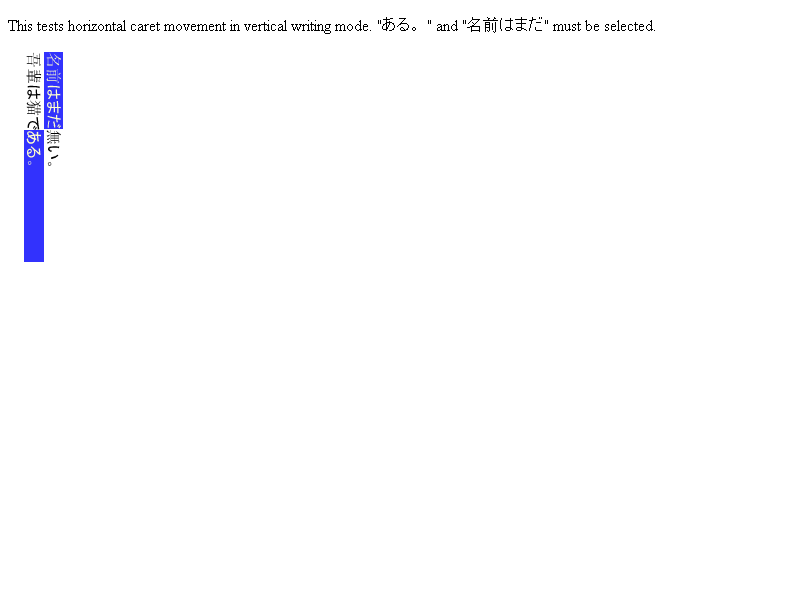 This tests horizontal caret movement in vertical writing mode. "ある。" and "名前はまだ" must be selected.
吾輩は猫である。
名前はまだ無い。